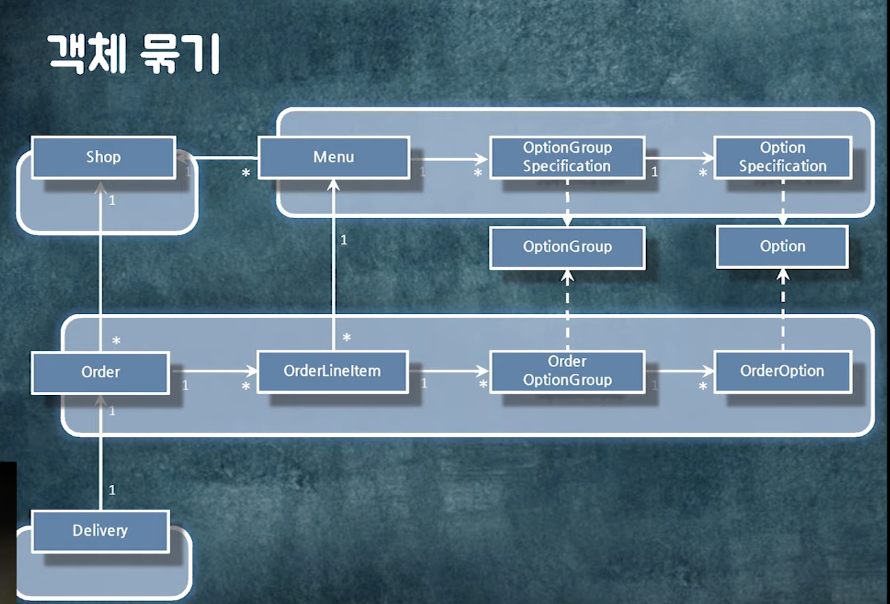 객체 묶기
Shop
1
*
Menu
1
*
OptionGroup
Specification
1
*
Option
Specification
1
1
OptionGroup
Option
*
*
Order
1
*
OrderLineItem
1
*
Order
OptionGroup
1
*
OrderOption
1
1
Delivery